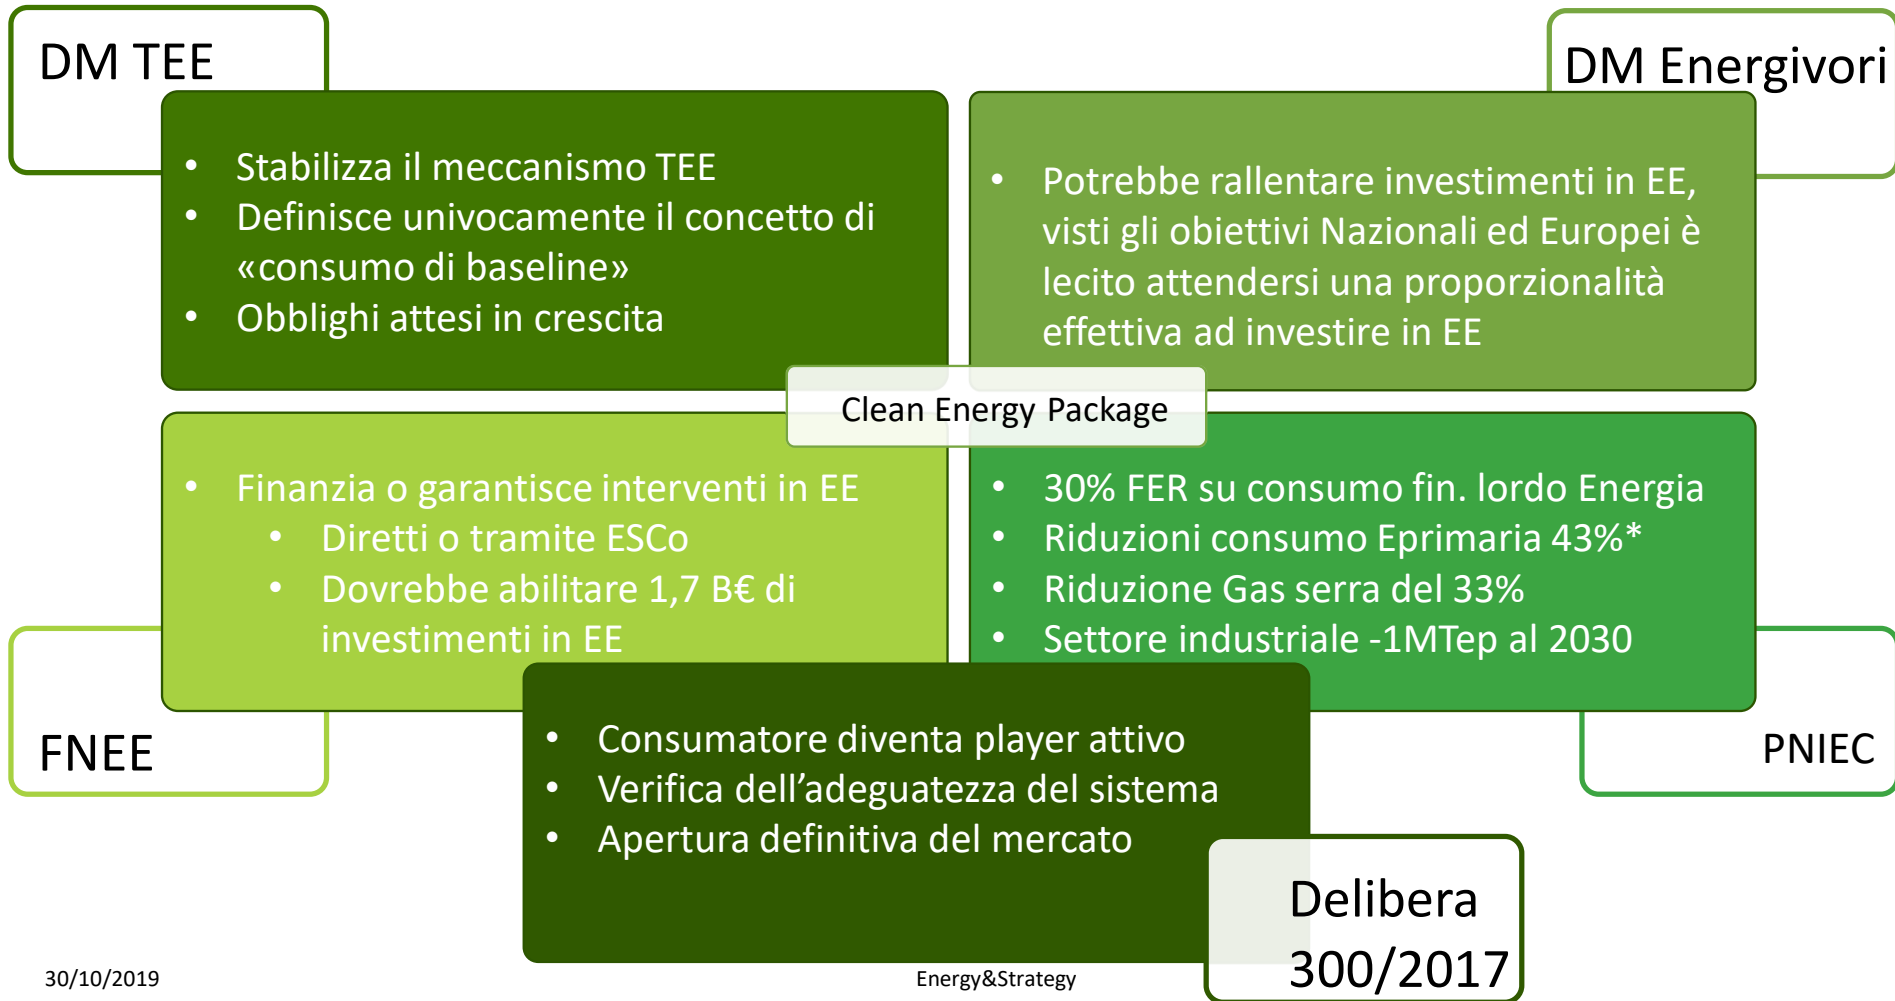 DM TEE
• Stabilizza il meccanismo TEE
• Definisce univocamente il concetto di
«consumo di baseline»
• Obblighi attesi in crescita
DM Energivori
• Potrebbe rallentare investimenti in EE,
visti gli obiettivi Nazionali ed Europei è
lecito attendersi una proporzionalità
effettiva ad investire in EE
Clean Energy Package
• Finanzia o garantisce interventi in EE
• Diretti o tramite ESCo
• Dovrebbe abilitare 1,7 B€ di
investimenti in EE
FNEE
• 30% FER su consumo fin. lordo Energia
• Riduzioni consumo Eprimaria 43%*
• Riduzione Gas serra del 33%
• Settore industriale -1MTep al 2030
PNIEC
• Consumatore diventa player attivo
• Verifica dell’adeguatezza del sistema
• Apertura definitiva del mercato
Delibera
300/2017
30/10/2019
Energy&Strategy